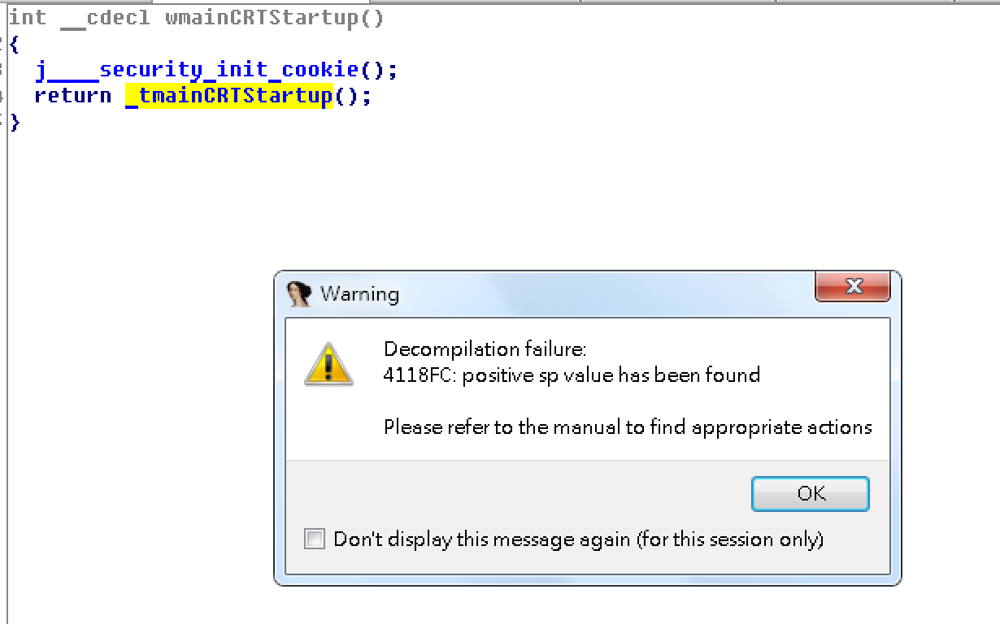 int __cdecl wmainCRTStartup()
{
j____security_init_cookie();
return _tmainCRTStartup();
}
Warning
Decompilation failure:
4118FC: positive sp value has been found
Please refer to the manual to find appropriate actions
OK
Don't display this message again (for this session only)